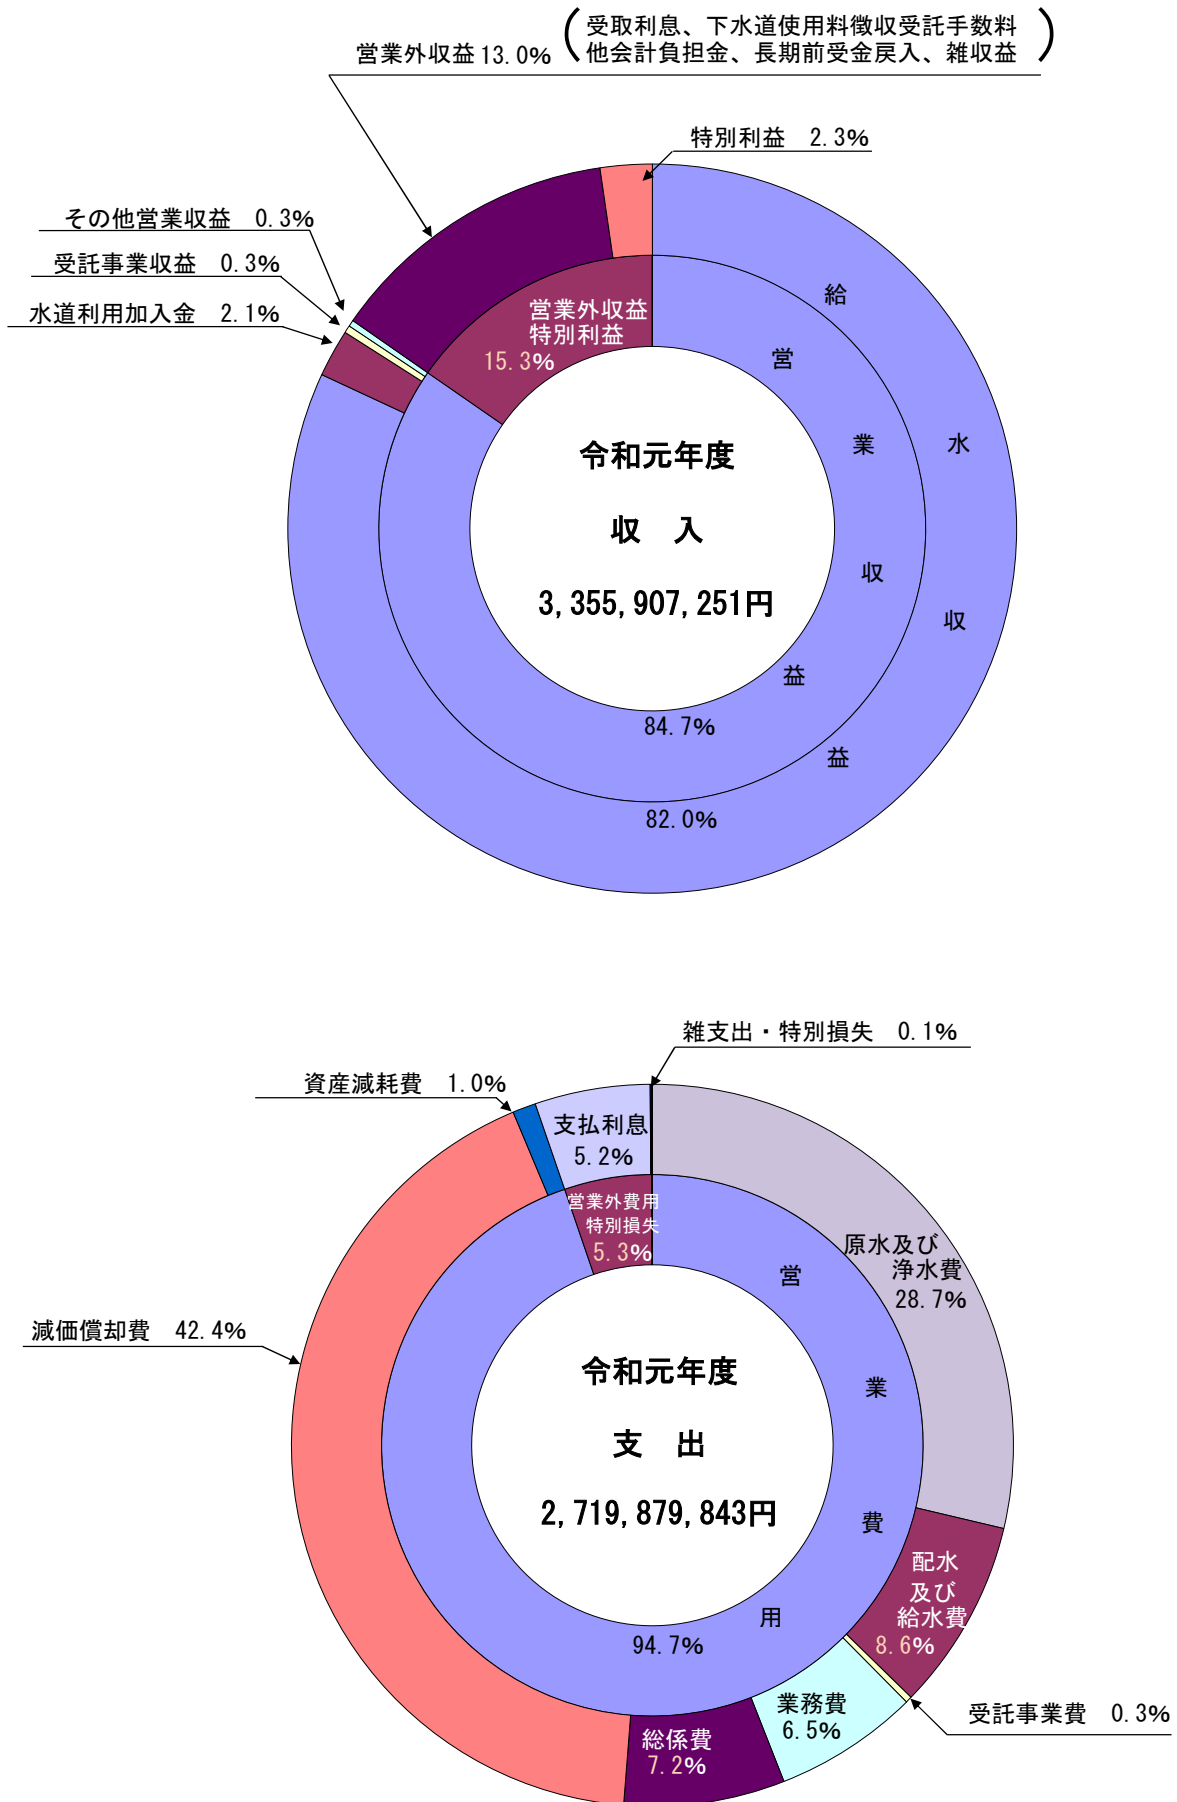 受取利息、下水道使用料徴収受託手数料
営業外収益 13.0% 他会計負担金、長期前受金戻入、雑収益
特別利益 2.3%
その他営業収益 0.3%
受託事業収益 0.3%
水道利用加入金 2.1%
営業外収益
特別利益
15.3%
給水収益
82.0%
営業収益
84.7%
令和元年度
収 入
3,355,907,251円
雑支出・特別損失 0.1%
資産減耗費 1.0%
支払利息
5.2%
営業外費用
特別損失
5.3%
原水及び
浄水費
28.7%
営業費用
94.7%
減価償却費 42.4%
令和元年度
支 出
2,719,879,843円
配水
及び
給水費
8.6%
受託事業費 0.3%
業務費
6.5%
総係費
7.2%